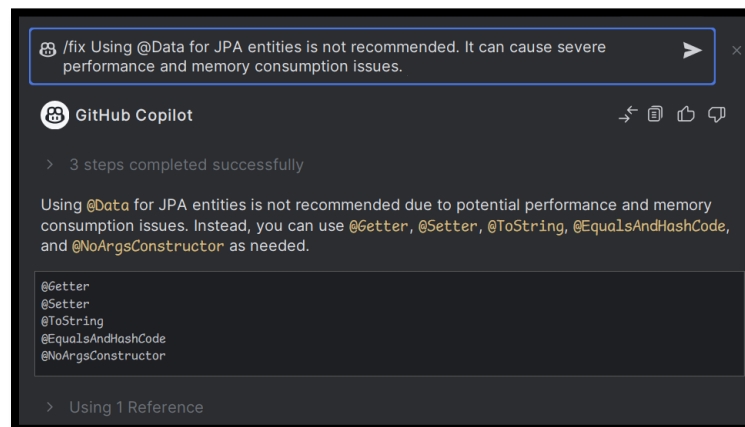 /fix Using @Data for JPA entities is not recommended. It can cause severe
performance and memory consumption issues.
GitHub Copilot
3 steps completed successfully
Using @Data for JPA entities is not recommended due to potential performance and memory
consumption issues. Instead, you can use @Getter, @Setter, @ToString, @EqualsAndHashCode,
and @NoArgsConstructor as needed.
@Getter
@Setter
@ToString
@EqualsAndHashCode
@NoArgsConstructor
Using 1 Reference